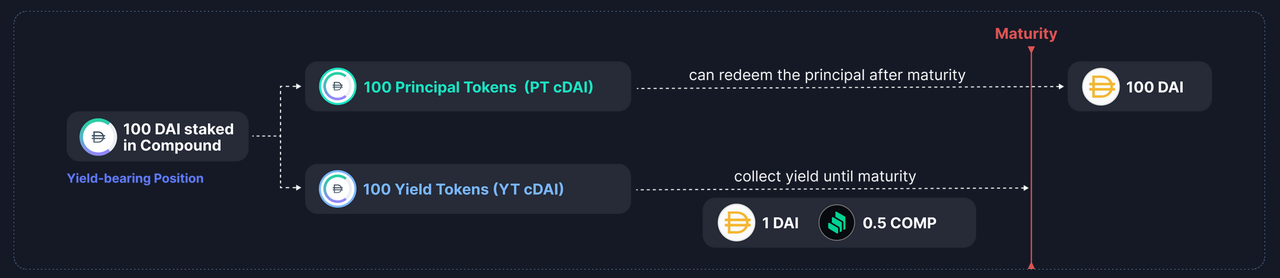 Maturity
100 Principal Tokens (PT cDAI)
can redeem the principal after maturity
100 DAI
100 DAI staked
in Compound
Yield-bearing Position
100 Yield Tokens (YT cDAI)
collect yield until maturity
1 DAI
0.5 COMP